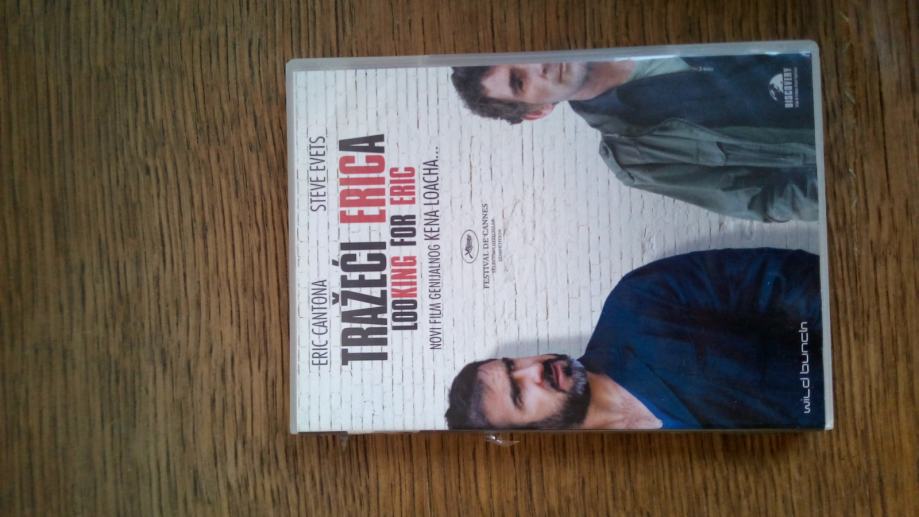 ERIC CANTONA STEVE EVETS
TRAŽEĆI ERICA
LOOKING FOR ERIC
NOVI FILM GENIJALNOG KENA LOACHA...
FESTIVAL DE CANNES
COMPETITION
wild bunch
DISCOVERY